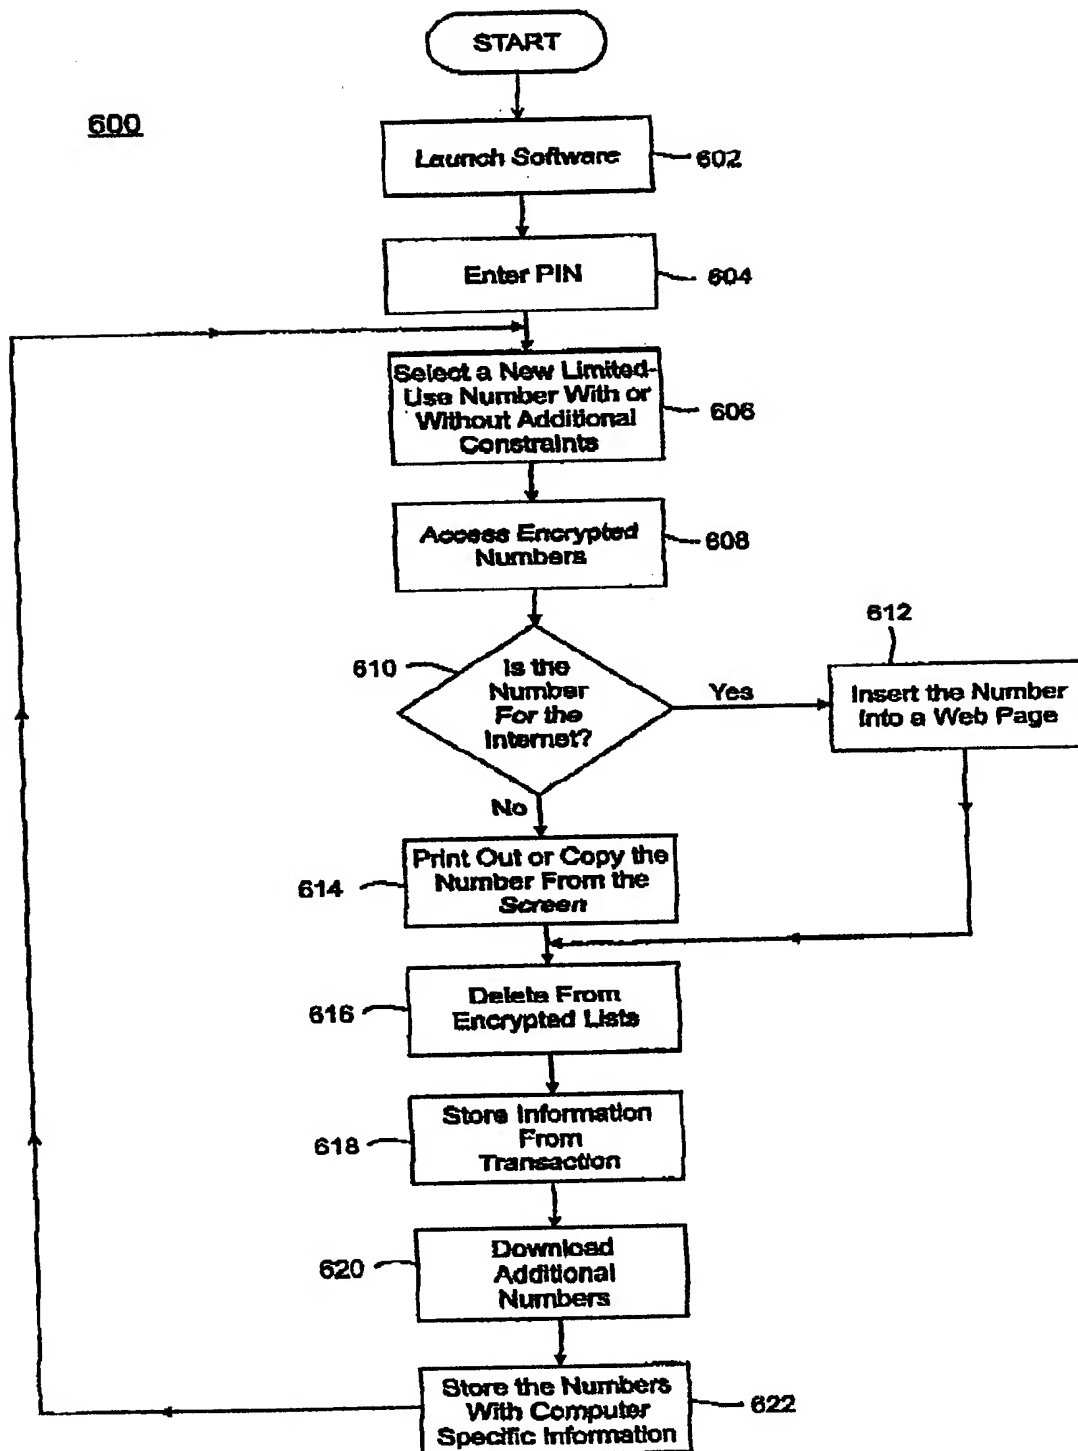 START
600
Launch Software
602
Enter PIN
604
Select a New Limited-
Use Number With or
Without Additional
Constraints
606
Access Encrypted
Numbers
608
612
610
Is the
Number
For the
Internet?
Yes
Insert the Number
Into a Web Page
No
Print Out or Copy the
Number From the
Screen
614
Delete From
Encrypted Lists
616
Store Information
From
Transaction
618
Download
Additional
Numbers
620
Store the Numbers
With Computer
Specific Information
622